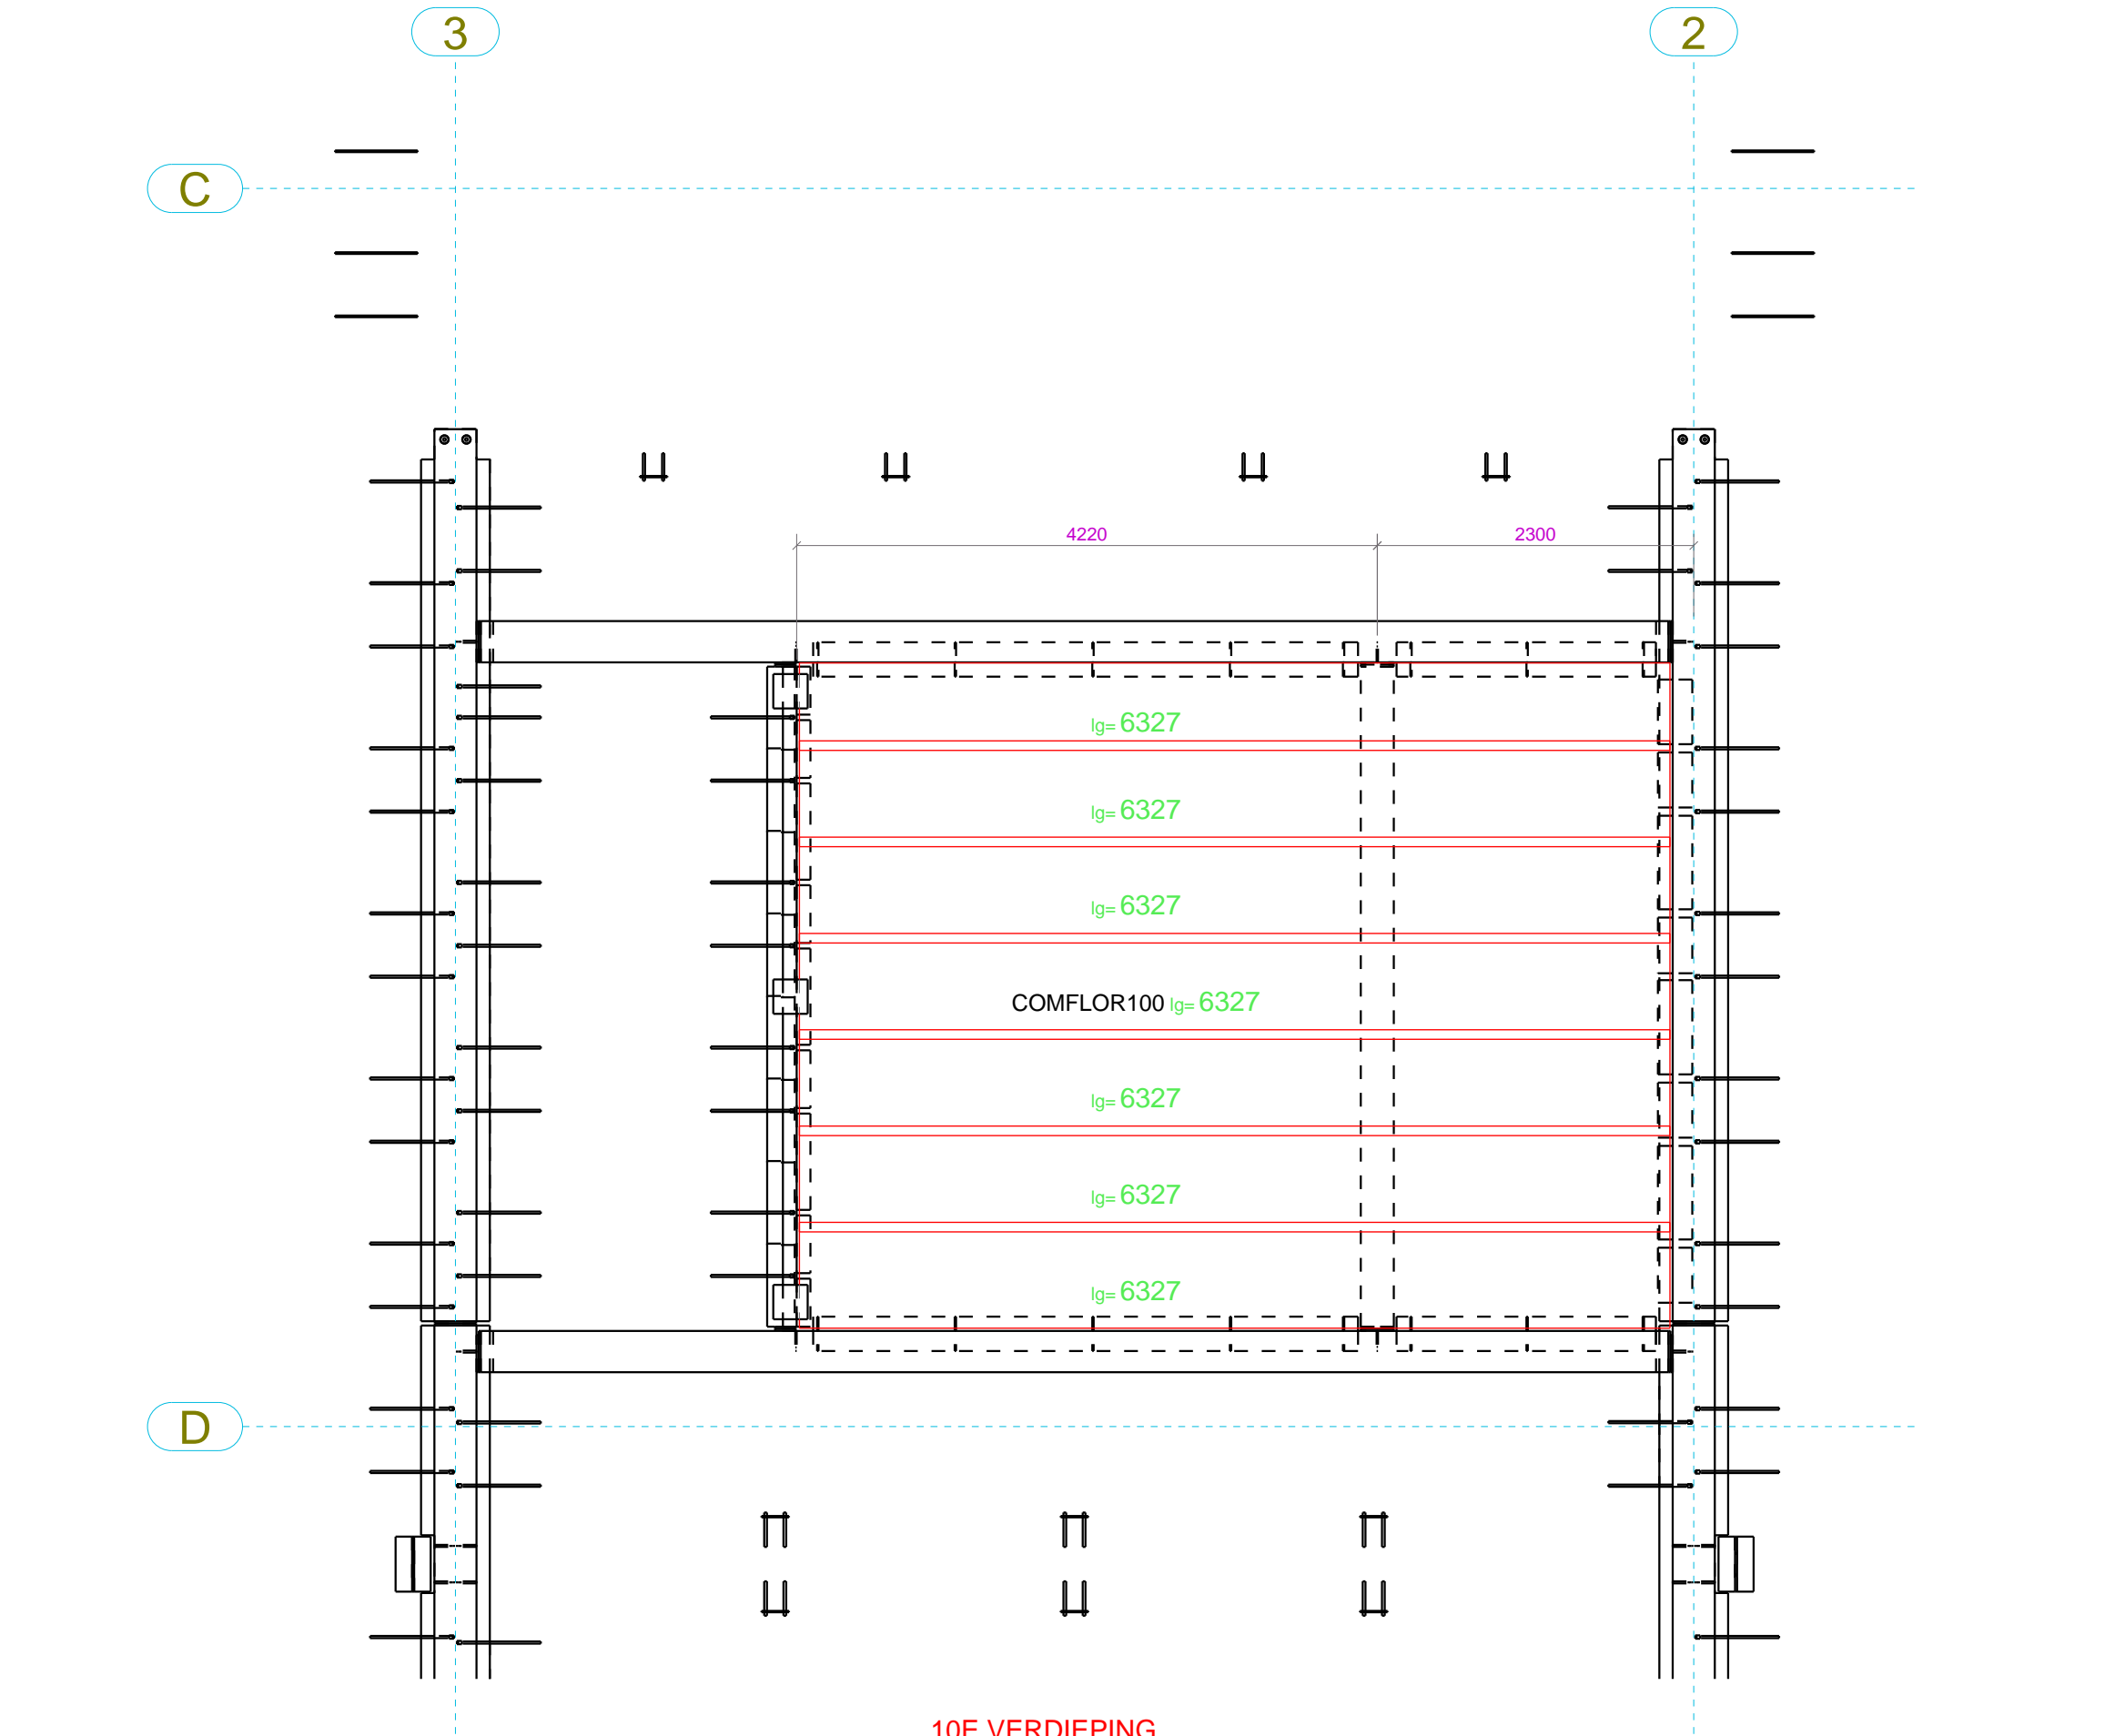 3 2
C
4220 2300
lg= 6327
lg= 6327
lg= 6327
COMFLOR100 lg= 6327
lg= 6327
lg= 6327
lg= 6327
D
10E VERDIEPING